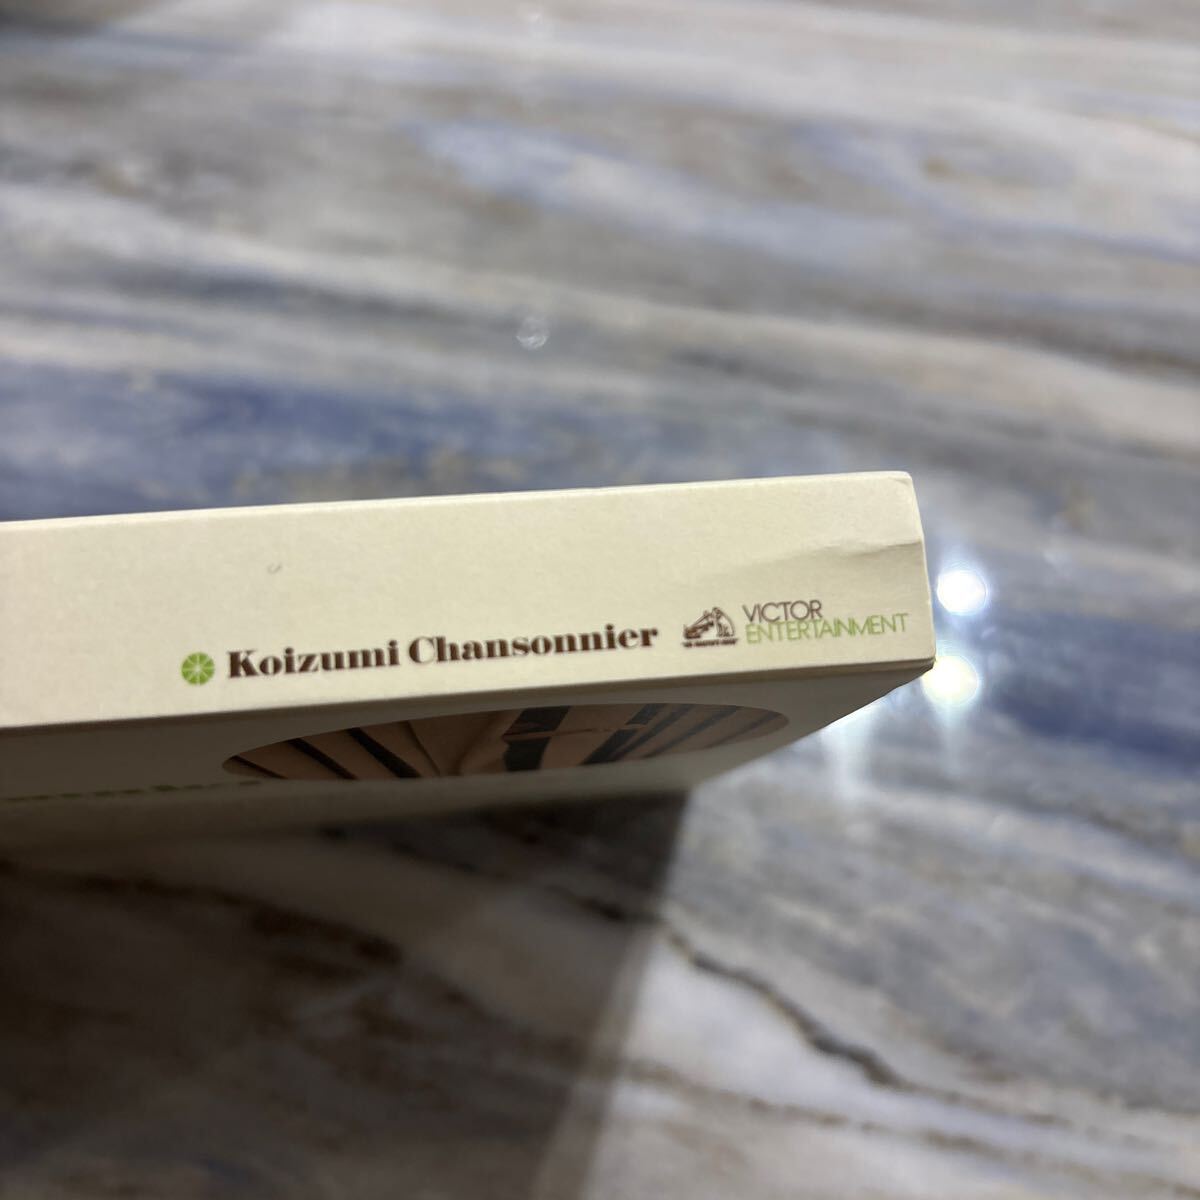 Koizumi Chansonnier
VICTOR
ENTERTAINMENT